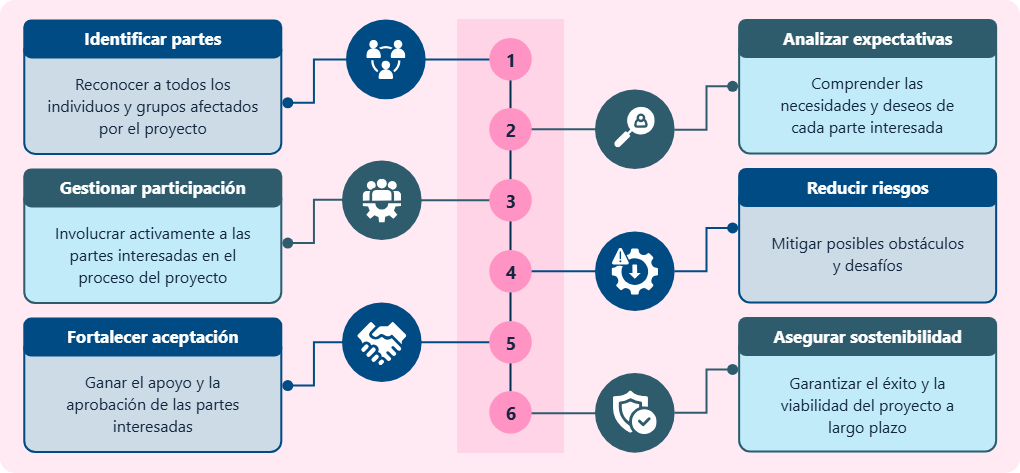 1
Identificar partes
Reconocer a todos los
individuos y grupos afectados
por el proyecto
2
Analizar expectativas
Comprender las
necesidades y deseos de
cada parte interesada
3
Gestionar participación
Involucrar activamente a las
partes interesadas en el
proceso del proyecto
4
Reducir riesgos
Mitigar posibles obstáculos
y desafíos
5
Fortalecer aceptación
Ganar el apoyo y la
aprobación de las partes
interesadas
6
Asegurar sostenibilidad
Garantizar el éxito y la
viabilidad del proyecto a
largo plazo